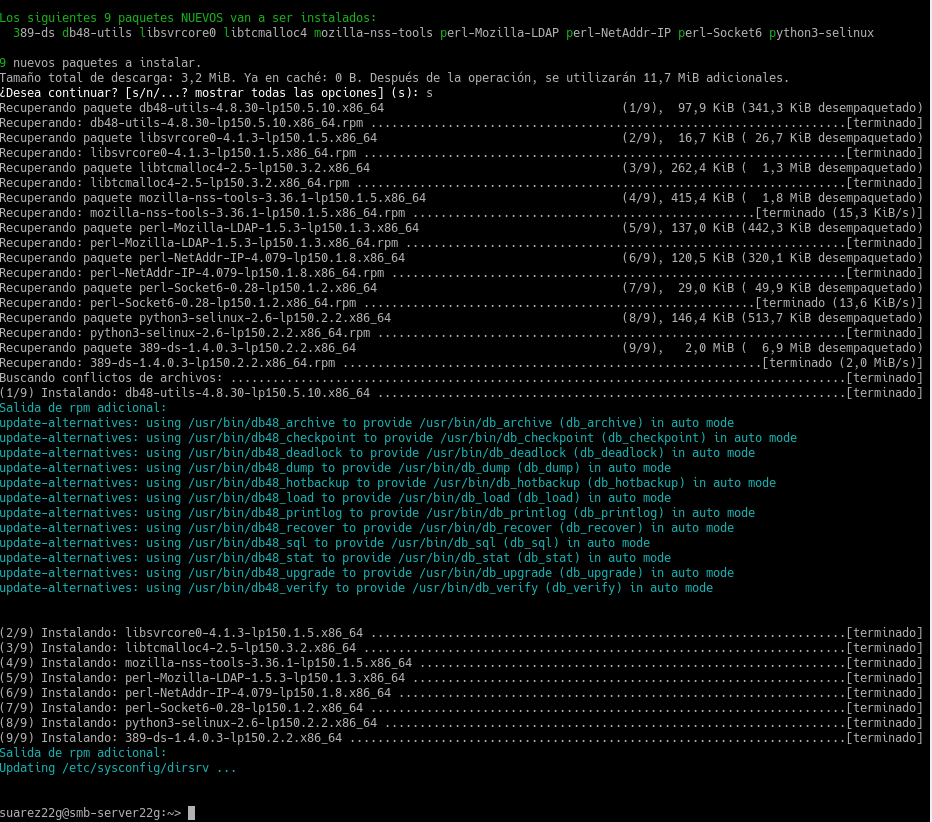 Los siguientes 9 paquetes NUEVOS van a ser instalados:
  389-ds db48-utils libsvrcore0 libtcmalloc4 mozilla-nss-tools perl-Mozilla-LDAP perl-NetAddr-IP perl-Socket6 python3-selinux
9 nuevos paquetes a instalar.
Tamaño total de descarga: 3,2 MiB. Ya en caché: 0 B. Después de la operación, se utilizarán 11,7 MiB adicionales.
¿Desea continuar? [s/n/...? mostrar todas las opciones] (s): s
Recuperando paquete db48-utils-4.8.30-lp150.5.10.x86_64 (1/9),  97,9 KiB (341,3 KiB desempaquetado)
Recuperando: db48-utils-4.8.30-lp150.5.10.x86_64.rpm ....................................................................[terminado]
Recuperando paquete libsvrcore0-4.1.3-lp150.1.5.x86_64 (2/9),  16,7 KiB ( 26,7 KiB desempaquetado)
Recuperando: libsvrcore0-4.1.3-lp150.1.5.x86_64.rpm .....................................................................[terminado]
Recuperando paquete libtcmalloc4-2.5-lp150.3.2.x86_64 (3/9), 262,4 KiB (  1,3 MiB desempaquetado)
Recuperando: libtcmalloc4-2.5-lp150.3.2.x86_64.rpm ......................................................................[terminado]
Recuperando paquete mozilla-nss-tools-3.36.1-lp150.1.5.x86_64 (4/9), 415,4 KiB (  1,8 MiB desempaquetado)
Recuperando: mozilla-nss-tools-3.36.1-lp150.1.5.x86_64.rpm .................................................[terminado (15,3 KiB/s)]
Recuperando paquete perl-Mozilla-LDAP-1.5.3-lp150.1.3.x86_64 (5/9), 137,0 KiB (442,3 KiB desempaquetado)
Recuperando: perl-Mozilla-LDAP-1.5.3-lp150.1.3.x86_64.rpm ...............................................................[terminado]
Recuperando paquete perl-NetAddr-IP-4.079-lp150.1.8.x86_64 (6/9), 120,5 KiB (320,1 KiB desempaquetado)
Recuperando: perl-NetAddr-IP-4.079-lp150.1.8.x86_64.rpm .................................................................[terminado]
Recuperando paquete perl-Socket6-0.28-lp150.1.2.x86_64 (7/9),  29,0 KiB ( 49,9 KiB desempaquetado)
Recuperando: perl-Socket6-0.28-lp150.1.2.x86_64.rpm ........................................................[terminado (13,6 KiB/s)]
Recuperando paquete python3-selinux-2.6-lp150.2.2.x86_64 (8/9), 146,4 KiB (513,7 KiB desempaquetado)
Recuperando: python3-selinux-2.6-lp150.2.2.x86_64.rpm ...................................................................[terminado]
Recuperando paquete 389-ds-1.4.0.3-lp150.2.2.x86_64 (9/9),   2,0 MiB (  6,9 MiB desempaquetado)
Recuperando: 389-ds-1.4.0.3-lp150.2.2.x86_64.rpm ............................................................[terminado (2,0 MiB/s)]
Buscando conflictos de archivos: ........................................................................................[terminado]
(1/9) Instalando: db48-utils-4.8.30-lp150.5.10.x86_64 ...................................................................[terminado]
Salida de rpm adicional:
update-alternatives: using /usr/bin/db48_archive to provide /usr/bin/db_archive (db_archive) in auto mode
update-alternatives: using /usr/bin/db48_checkpoint to provide /usr/bin/db_checkpoint (db_checkpoint) in auto mode
update-alternatives: using /usr/bin/db48_deadlock to provide /usr/bin/db_deadlock (db_deadlock) in auto mode
update-alternatives: using /usr/bin/db48_dump to provide /usr/bin/db_dump (db_dump) in auto mode
update-alternatives: using /usr/bin/db48_hotbackup to provide /usr/bin/db_hotbackup (db_hotbackup) in auto mode
update-alternatives: using /usr/bin/db48_load to provide /usr/bin/db_load (db_load) in auto mode
update-alternatives: using /usr/bin/db48_printlog to provide /usr/bin/db_printlog (db_printlog) in auto mode
update-alternatives: using /usr/bin/db48_recover to provide /usr/bin/db_recover (db_recover) in auto mode
update-alternatives: using /usr/bin/db48_sql to provide /usr/bin/db_sql (db_sql) in auto mode
update-alternatives: using /usr/bin/db48_stat to provide /usr/bin/db_stat (db_stat) in auto mode
update-alternatives: using /usr/bin/db48_upgrade to provide /usr/bin/db_upgrade (db_upgrade) in auto mode
update-alternatives: using /usr/bin/db48_verify to provide /usr/bin/db_verify (db_verify) in auto mode
(2/9) Instalando: libsvrcore0-4.1.3-lp150.1.5.x86_64 ....................................................................[terminado]
(3/9) Instalando: libtcmalloc4-2.5-lp150.3.2.x86_64 .....................................................................[terminado]
(4/9) Instalando: mozilla-nss-tools-3.36.1-lp150.1.5.x86_64 .............................................................[terminado]
(5/9) Instalando: perl-Mozilla-LDAP-1.5.3-lp150.1.3.x86_64 ..............................................................[terminado]
(6/9) Instalando: perl-NetAddr-IP-4.079-lp150.1.8.x86_64 ................................................................[terminado]
(7/9) Instalando: perl-Socket6-0.28-lp150.1.2.x86_64 ....................................................................[terminado]
(8/9) Instalando: python3-selinux-2.6-lp150.2.2.x86_64 ..................................................................[terminado]
(9/9) Instalando: 389-ds-1.4.0.3-lp150.2.2.x86_64 .......................................................................[terminado]
Salida de rpm adicional:
Updating /etc/sysconfig/dirsrv ...
suarez22g@smb-server22g:~>